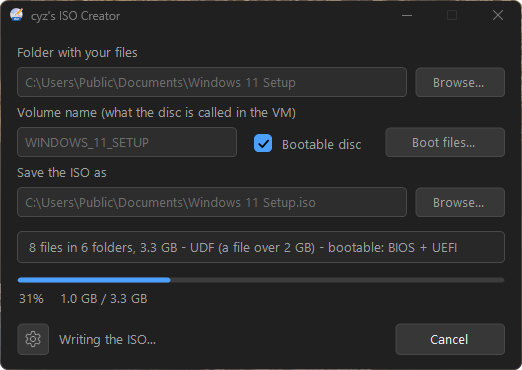 cyz's ISO Creator
Folder with your files
C:\Users\Public\Documents\Windows 11 Setup
Browse...
Volume name (what the disc is called in the VM)
WINDOWS_11_SETUP
Bootable disc
Boot files...
Save the ISO as
C:\Users\Public\Documents\Windows 11 Setup.iso
Browse...
8 files in 6 folders, 3.3 GB - UDF (a file over 2 GB) - bootable: BIOS + UEFI
31% 1.0 GB / 3.3 GB
Writing the ISO...
Cancel